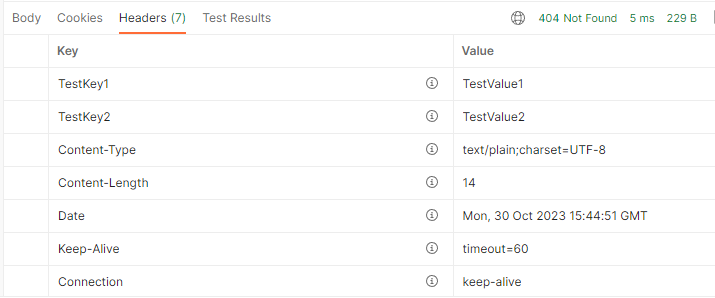 Body Cookies Headers (7) Test Results 404 Not Found 5 ms 229 B
Key Value
TestKey1 TestValue1
TestKey2 TestValue2
Content-Type text/plain;charset=UTF-8
Content-Length 14
Date Mon, 30 Oct 2023 15:44:51 GMT
Keep-Alive timeout=60
Connection keep-alive